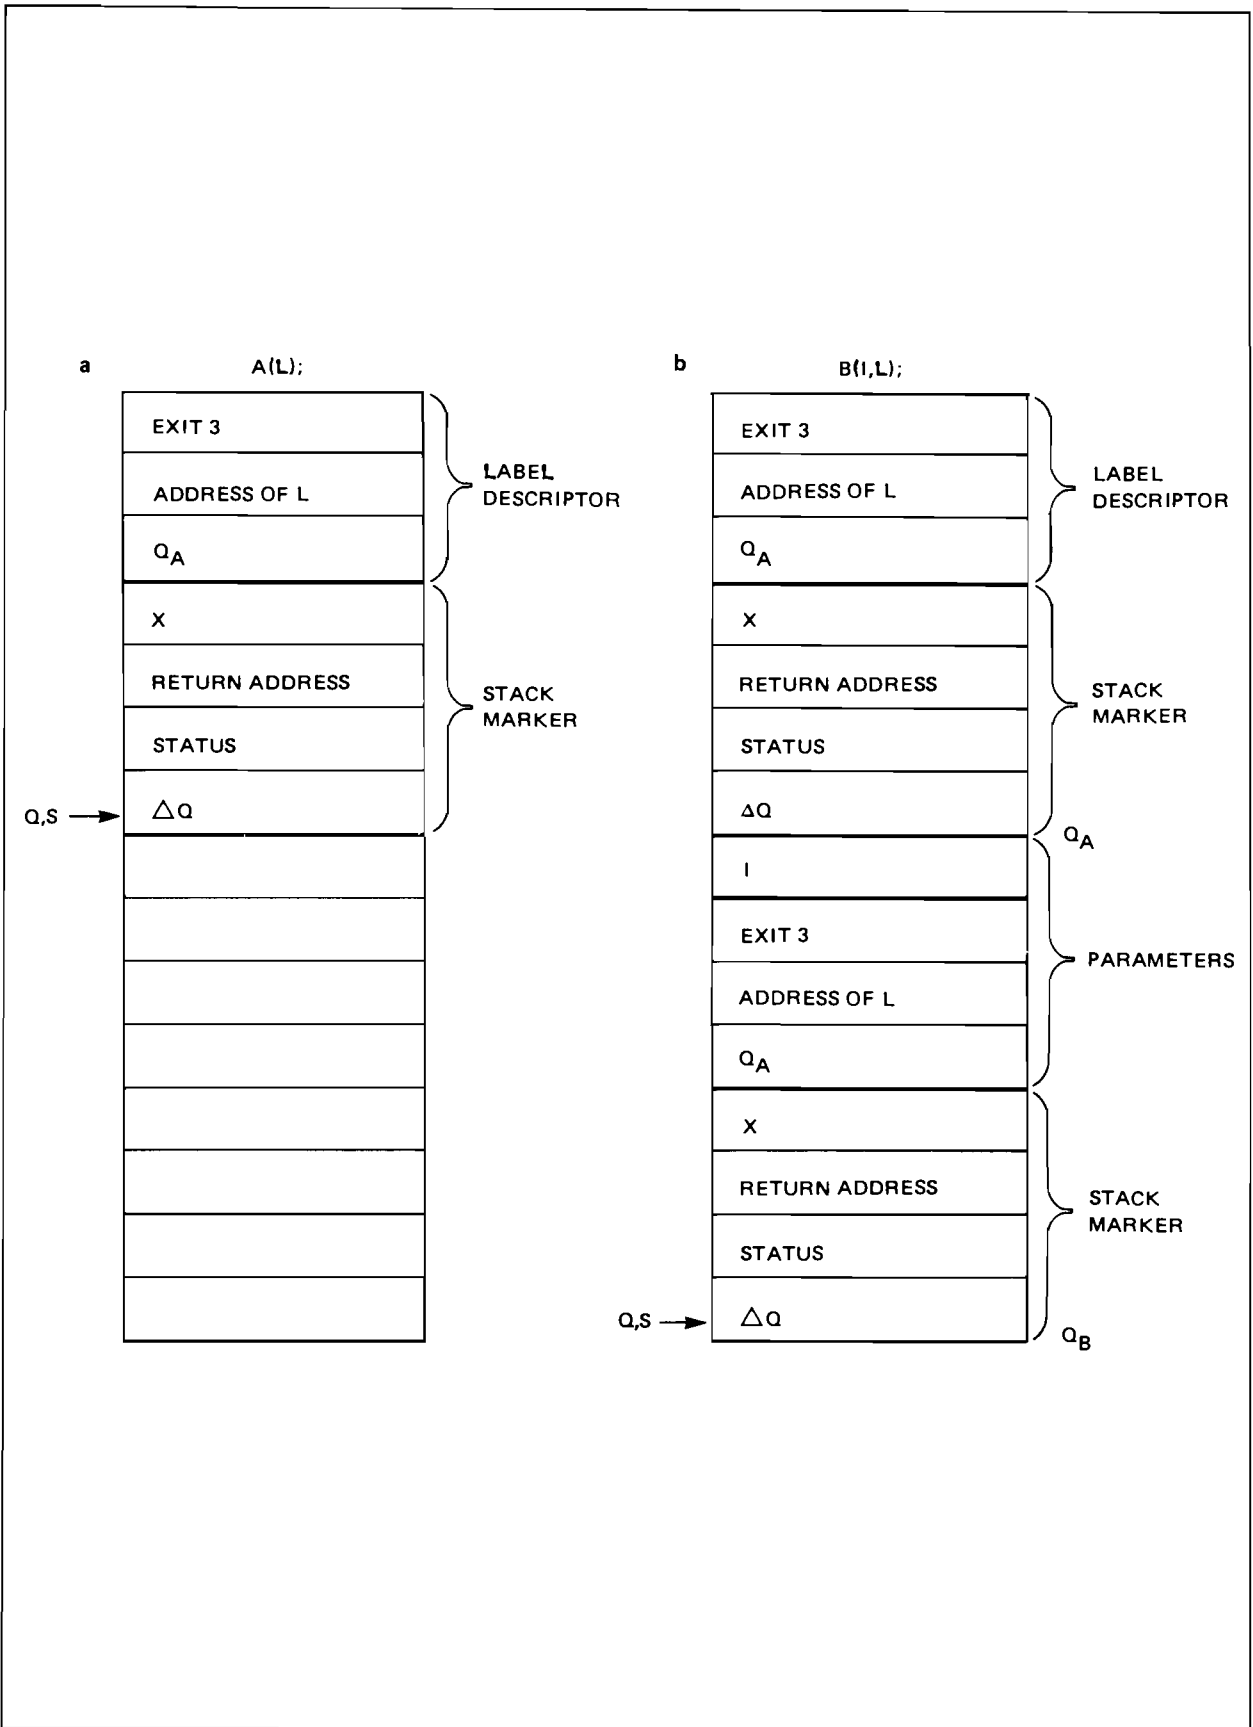 a
A(L);
EXIT 3
ADDRESS OF L
QA
LABEL
DESCRIPTOR
X
RETURN ADDRESS
STATUS
△Q
STACK
MARKER
Q,S
b
B(I,L);
EXIT 3
ADDRESS OF L
QA
LABEL
DESCRIPTOR
X
RETURN ADDRESS
STATUS
ΔQ
STACK
MARKER
QA
I
EXIT 3
ADDRESS OF L
QA
PARAMETERS
X
RETURN ADDRESS
STATUS
△Q
STACK
MARKER
Q,S
QB